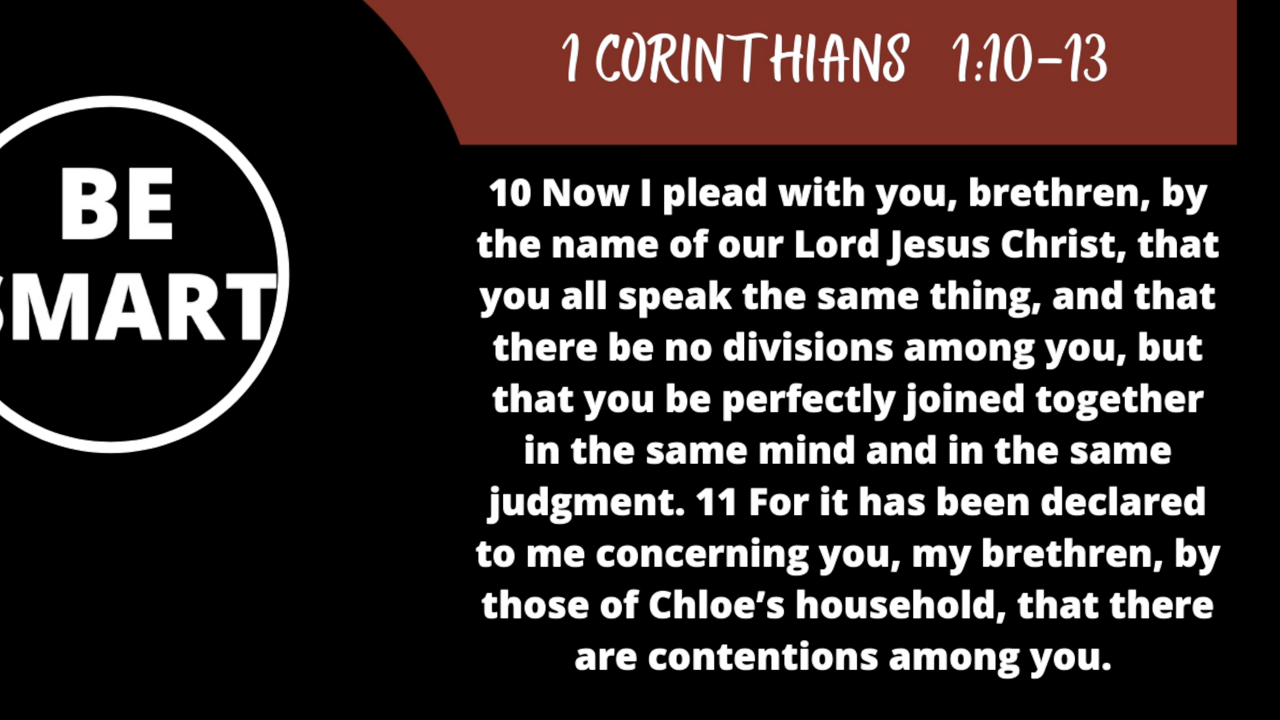 BE
SMART
1 CORINTHIANS 1:10-13
10 Now I plead with you, brethren, by
the name of our Lord Jesus Christ, that
you all speak the same thing, and that
there be no divisions among you, but
that you be perfectly joined together
in the same mind and in the same
judgment. 11 For it has been declared
to me concerning you, my brethren, by
those of Chloe’s household, that there
are contentions among you.